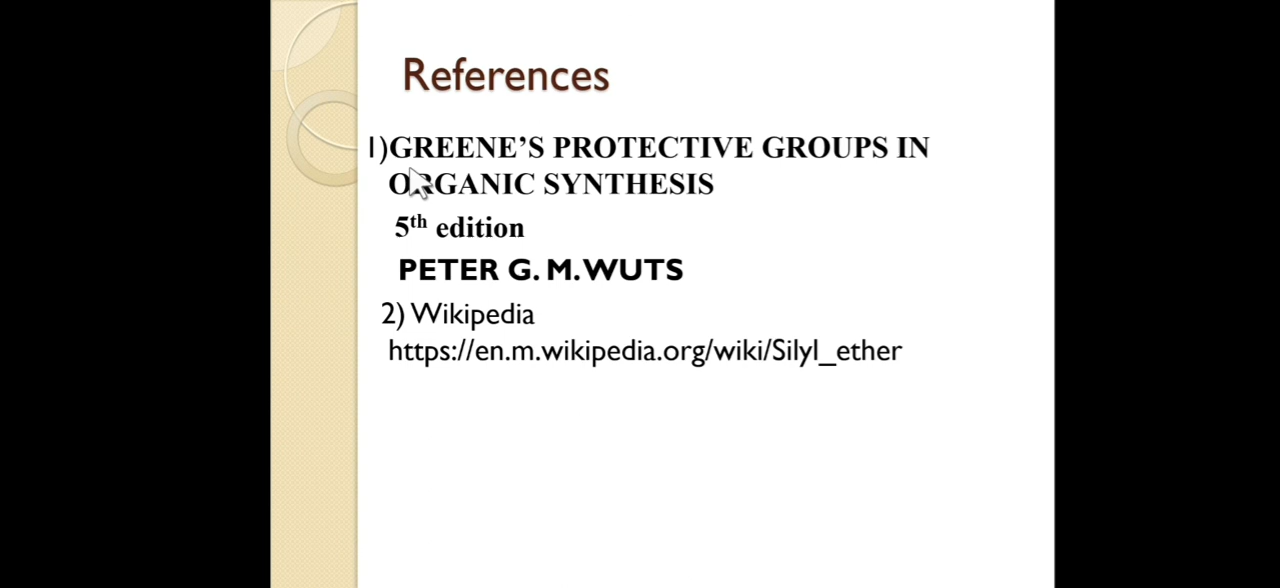 References
1)GREENE’S PROTECTIVE GROUPS IN
ORGANIC SYNTHESIS
5th edition
PETER G. M. WUTS
2) Wikipedia
https://en.m.wikipedia.org/wiki/Silyl_ether